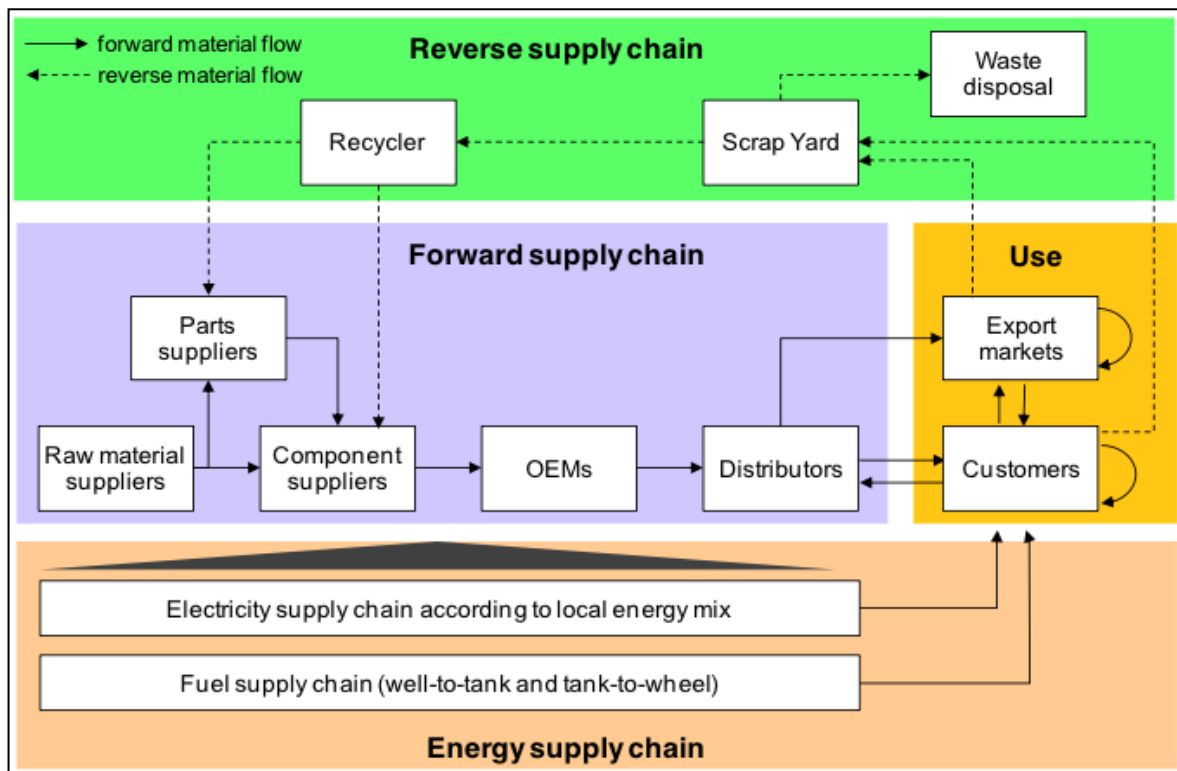 forward material flow
reverse material flow
Reverse supply chain
Waste
disposal
Recycler
Scrap Yard
Forward supply chain
Use
Parts
suppliers
Export
markets
Raw material
suppliers
Component
suppliers
OEMs
Distributors
Customers
Electricity supply chain according to local energy mix
Fuel supply chain (well-to-tank and tank-to-wheel)
Energy supply chain